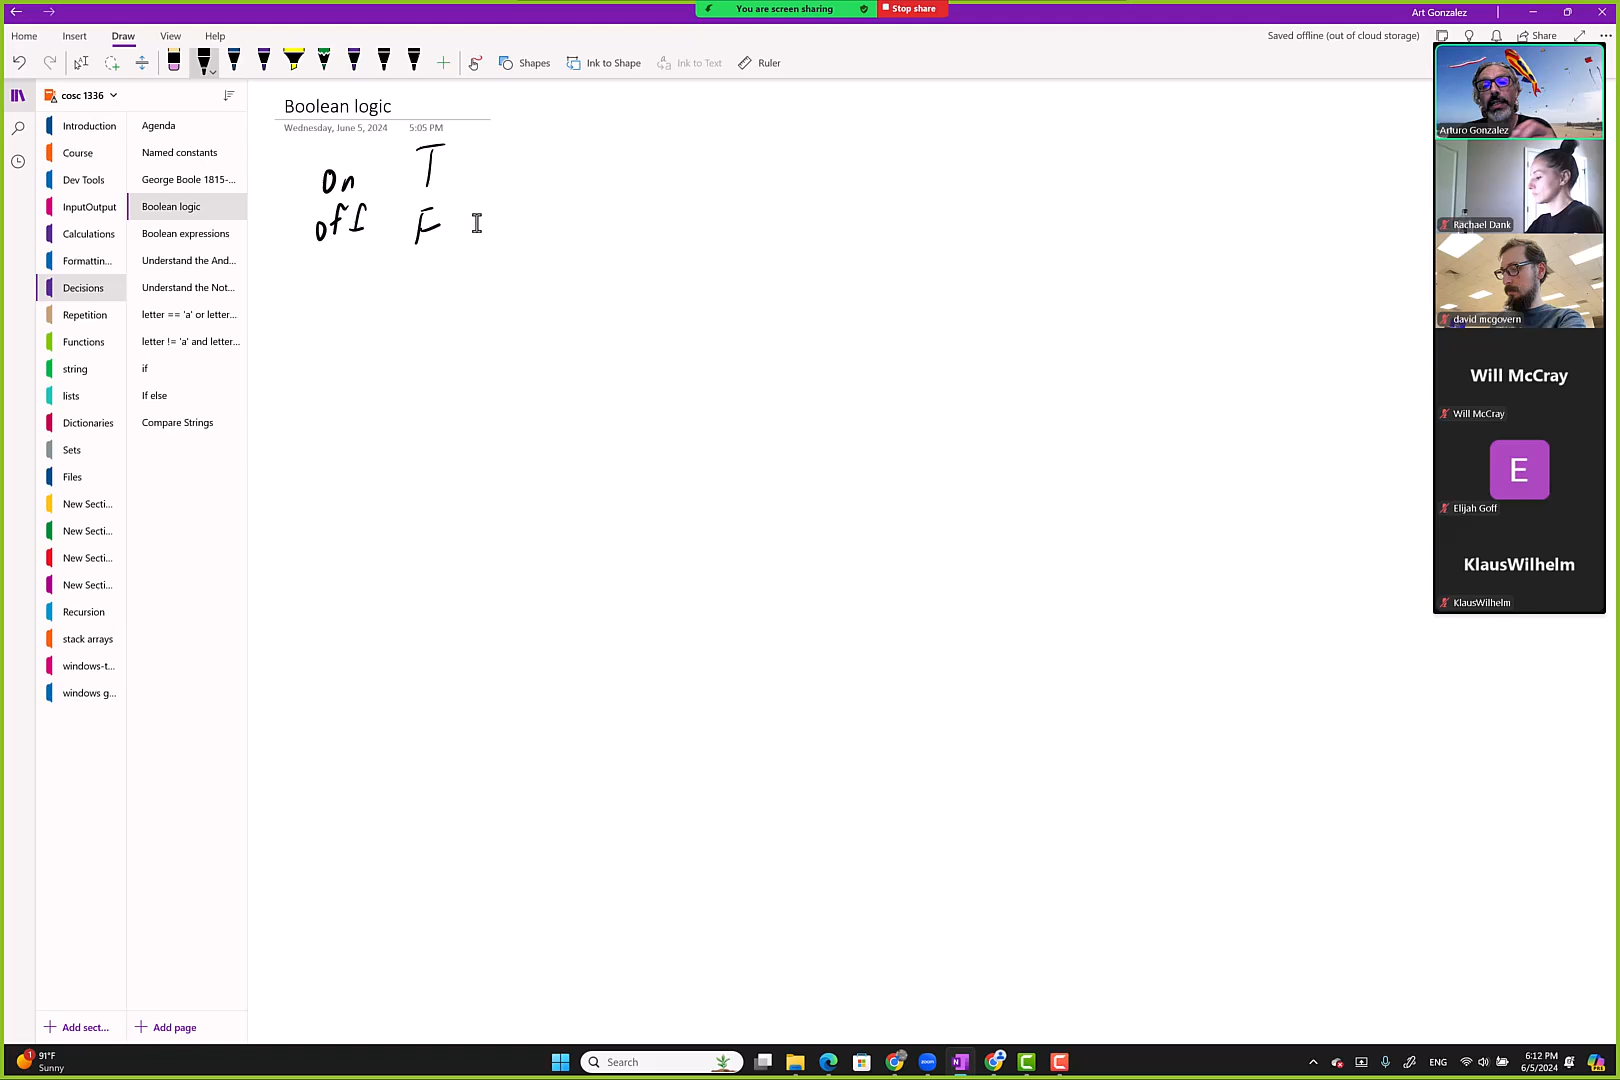 You are screen sharing
Stop share
Art Gonzalez
Home Insert Draw View Help
Saved offline (out of cloud storage)
Share
Shapes
Ink to Shape
Ink to Text
Ruler
cosc 1336
Introduction
Course
Dev Tools
InputOutput
Calculations
Formattin...
Decisions
Repetition
Functions
string
lists
Dictionaries
Sets
Files
New Secti...
New Secti...
New Secti...
New Secti...
Recursion
stack arrays
windows-t...
windows g...
Add sect...
Agenda
Named constants
George Boole 1815-...
Boolean logic
Boolean expressions
Understand the And...
Understand the Not...
letter == 'a' or letter...
letter != 'a' and letter...
if
If else
Compare Strings
Add page
Boolean logic
Wednesday, June 5, 2024 5:05 PM
On T
Off F
Arturo Gonzalez
Rachael Dank
david mcgovern
Will McCray
Will McCray
E
Elijah Goff
KlausWilhelm
KlausWilhelm
1
91°F
Sunny
Search
zoom
ENG
6:12 PM
6/5/2024